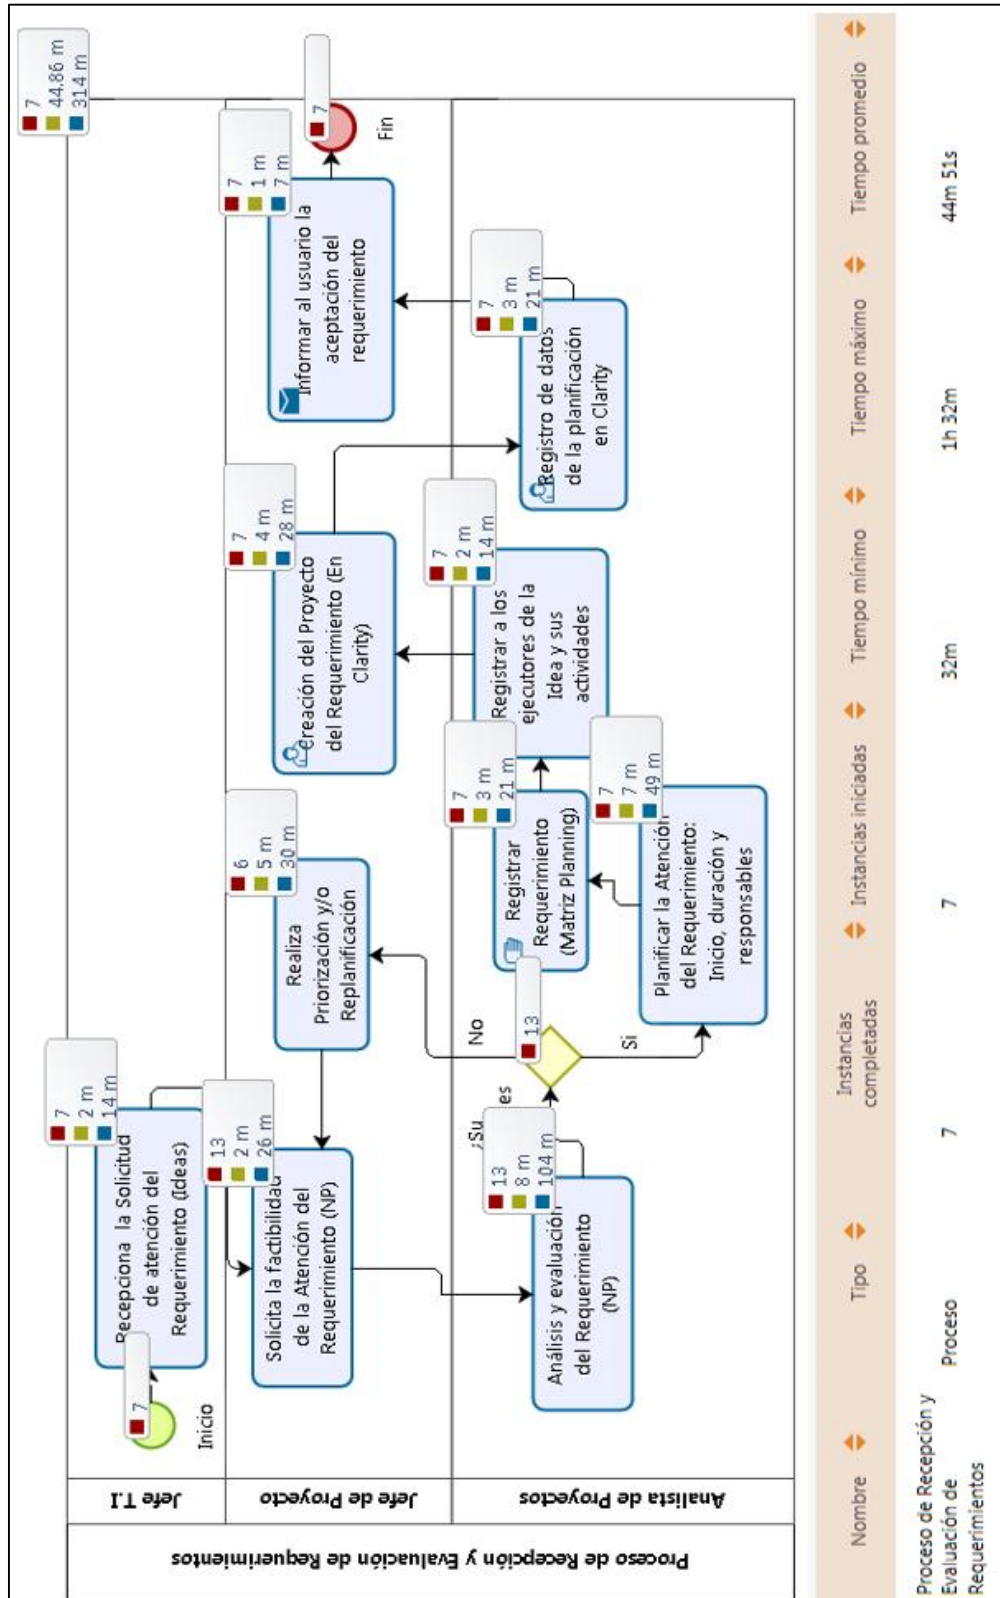 Proceso de Recepción y Evaluación de Requerimientos
Jefe T.I
Jefe de Proyecto
Analista de Proyectos
7
44.86 m
314 m
Inicio
7
Recepciona la Solicitud
de atención del
Requerimiento (Ideas)
7
2 m
14 m
Solicita la factibilidad
de la Atención del
Requerimiento (NP)
13
2 m
26 m
Análisis y evaluación
del Requerimiento
(NP)
13
8 m
104 m
¿Su
es
13
No
Si
Realiza
Priorización y/o
Replanificación
6
5 m
30 m
Planificar la Atención
del Requerimiento:
Inicio, duración y
responsables
7
7 m
49 m
Registrar
Requerimiento
(Matriz Planning)
7
3 m
21 m
Registrar a los
ejecutores de la
Idea y sus
actividades
7
2 m
14 m
Creación del Proyecto
del Requerimiento (En
Clarity)
7
4 m
28 m
Registro de datos
de la planificación
en Clarity
7
3 m
21 m
Informar al usuario la
aceptación del
requerimiento
7
1 m
7 m
7
Fin
Nombre Tipo Instancias completadas Instancias iniciadas Tiempo mínimo Tiempo máximo Tiempo promedio
Proceso de Recepción y
Evaluación de
Requerimientos
Proceso 7 7 32m 1h 32m 44m 51s